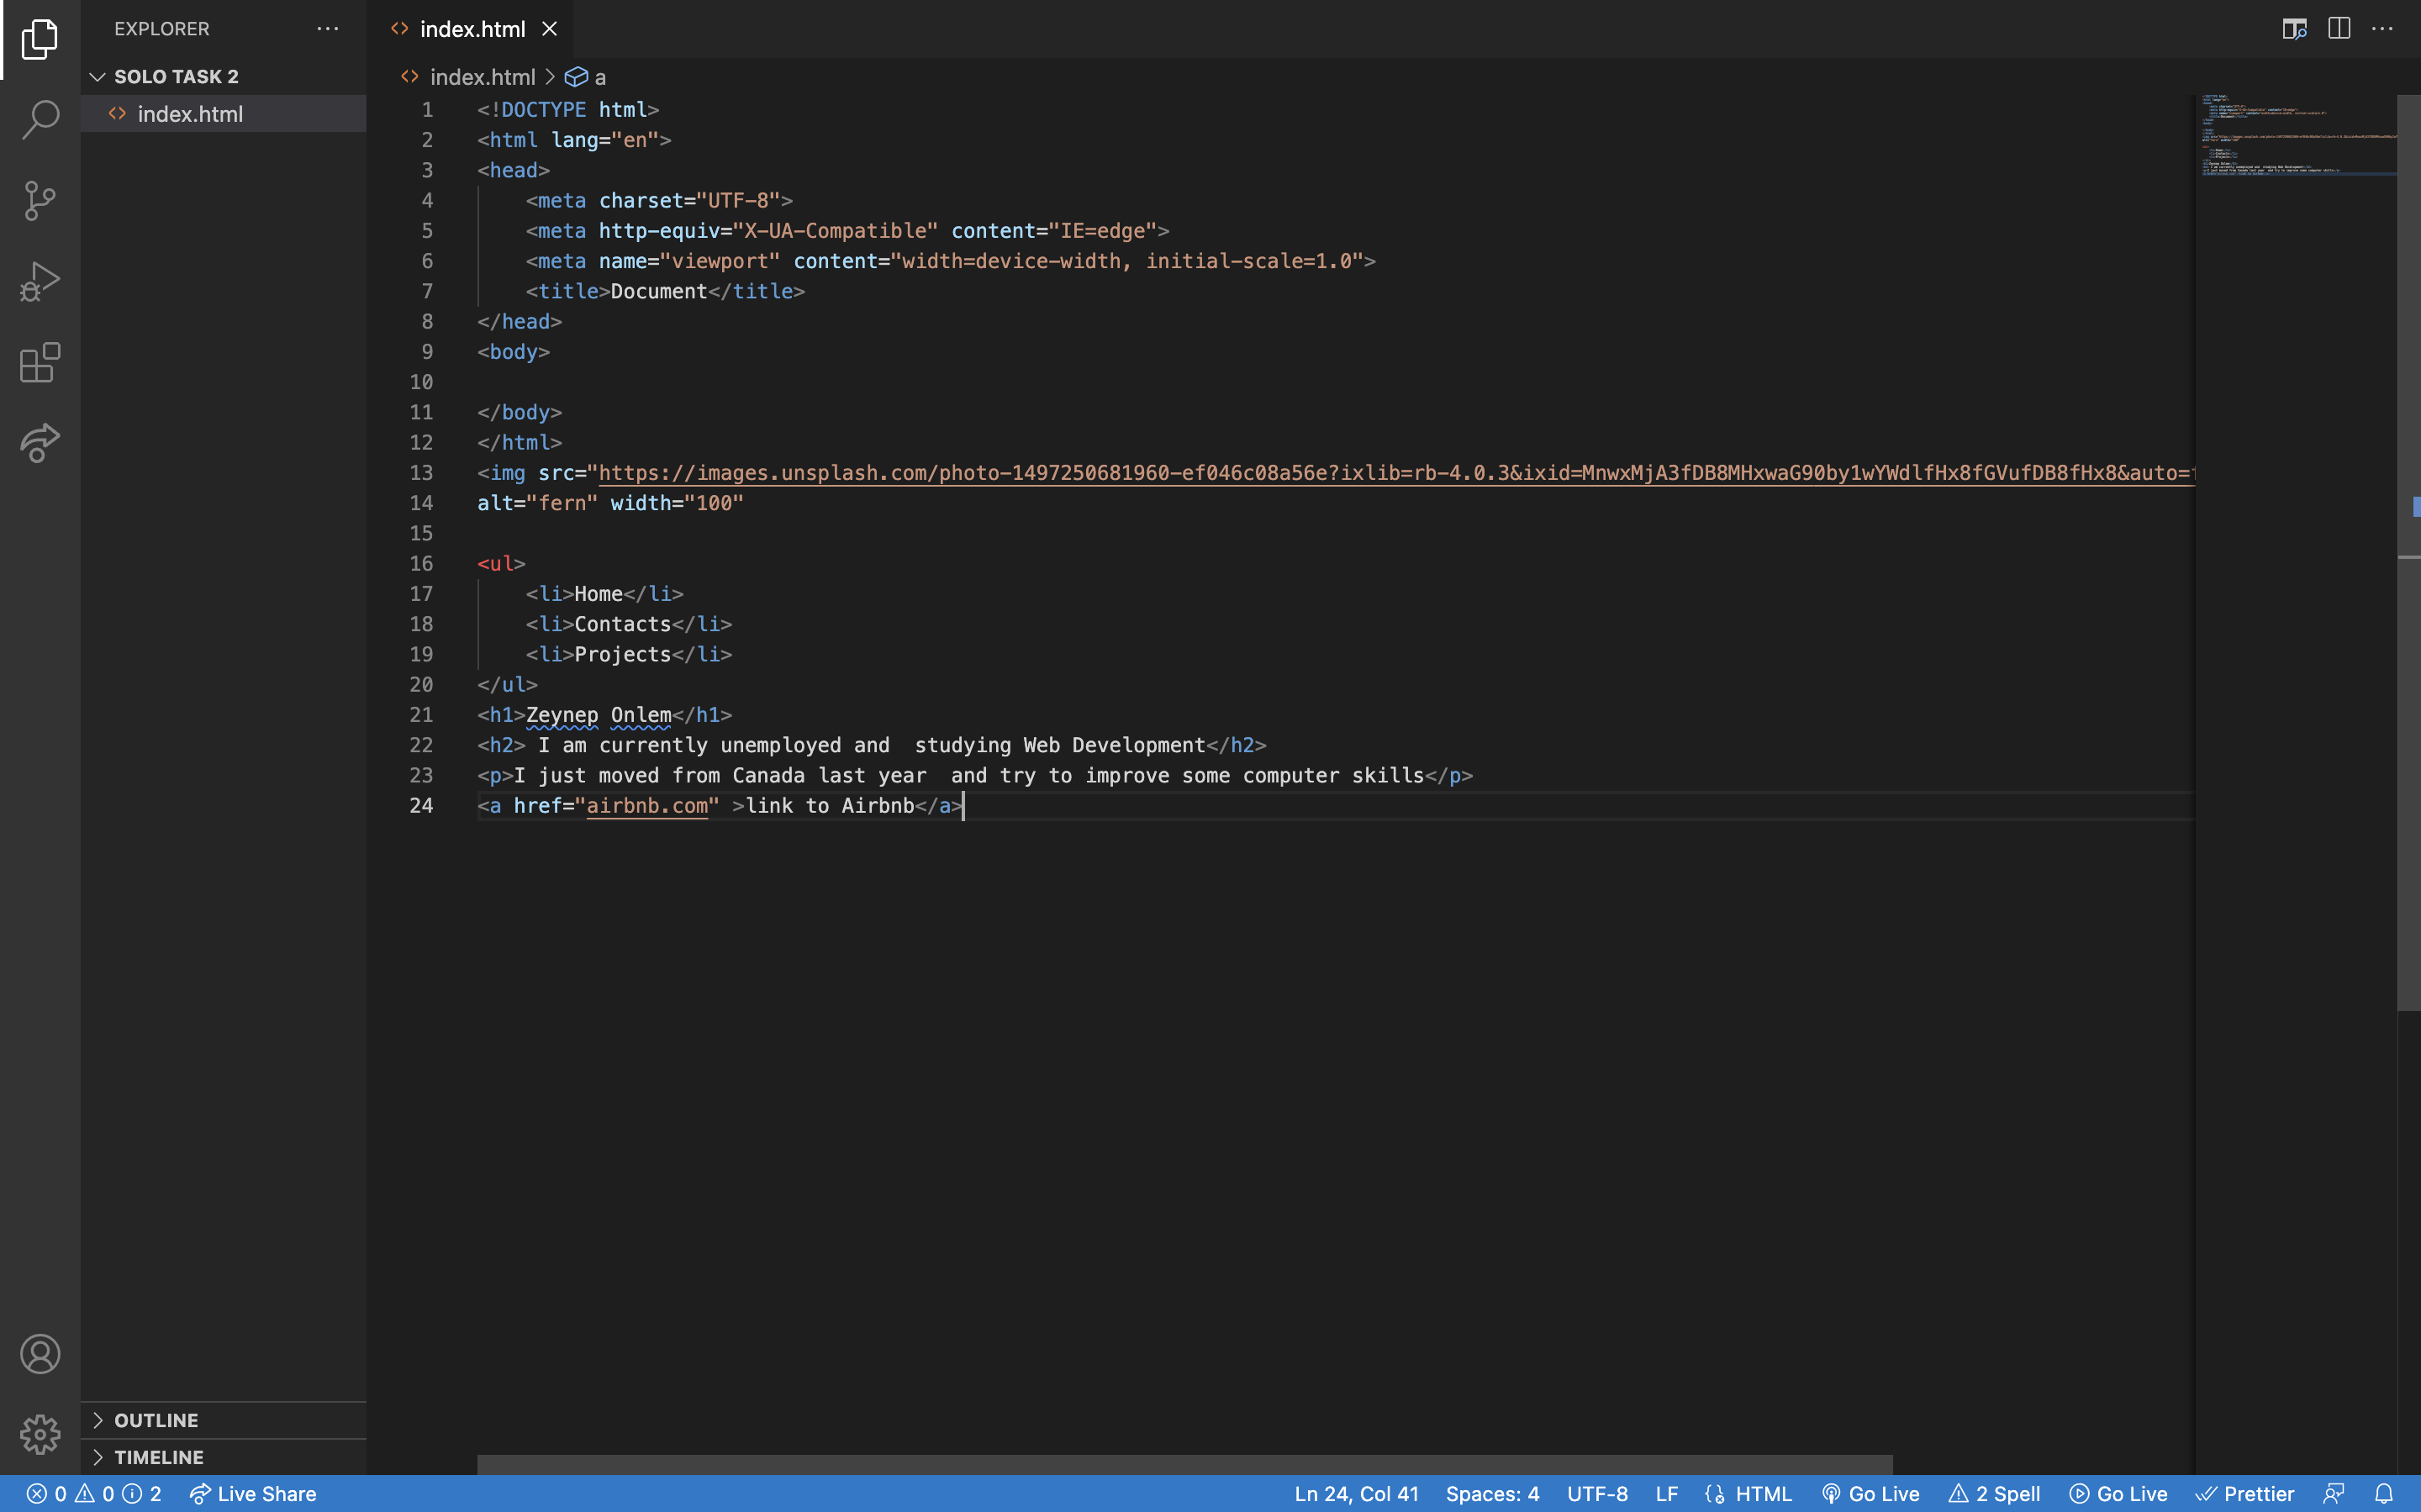 EXPLORER
SOLO TASK 2
index.html
OUTLINE
TIMELINE
index.html
index.html > a
1 <!DOCTYPE html>
2 <html lang="en">
3 <head>
4 <meta charset="UTF-8">
5 <meta http-equiv="X-UA-Compatible" content="IE=edge">
6 <meta name="viewport" content="width=device-width, initial-scale=1.0">
7 <title>Document</title>
8 </head>
9 <body>
10
11 </body>
12 </html>
13 <img src="https://images.unsplash.com/photo-1497250681960-ef046c08a56e?ixlib=rb-4.0.3&ixid=MnwxMjA3fDB8MHxwaG90by1wYWdlfHx8fGVufDB8fHx8&auto=
14 alt="fern" width="100"
15
16 <ul>
17 <li>Home</li>
18 <li>Contacts</li>
19 <li>Projects</li>
20 </ul>
21 <h1>Zeynep Onlem</h1>
22 <h2> I am currently unemployed and  studying Web Development</h2>
23 <p>I just moved from Canada last year  and try to improve some computer skills</p>
24 <a href="airbnb.com" >link to Airbnb</a>
0 0 2 Live Share Ln 24, Col 41 Spaces: 4 UTF-8 LF HTML Go Live 2 Spell Go Live Prettier